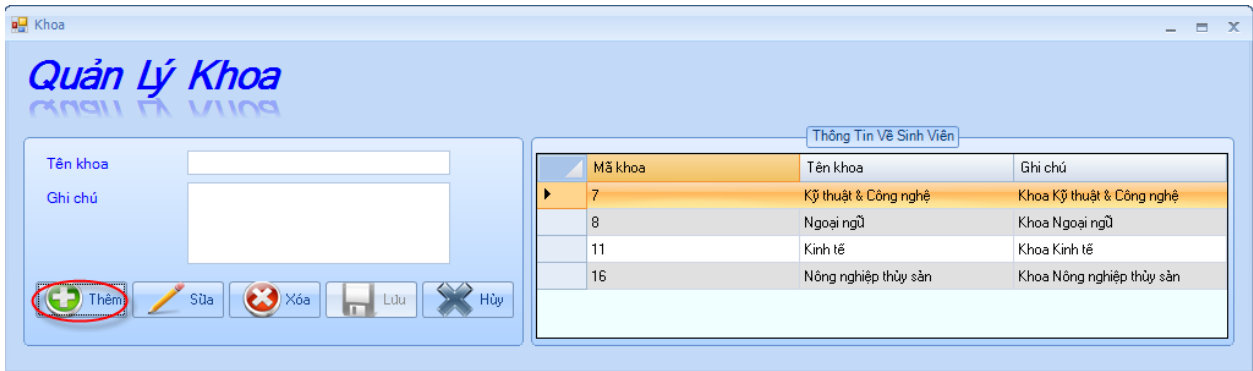 Khoa
Quản Lý Khoa
Thông Tin Về Sinh Viên
Tên khoa
Ghi chú
Mã khoa Tên khoa Ghi chú
7 Kỹ thuật & Công nghệ Khoa Kỹ thuật & Công nghệ
8 Ngoại ngữ Khoa Ngoại ngữ
11 Kinh tế Khoa Kinh tế
16 Nông nghiệp thủy sản Khoa Nông nghiệp thủy sản
Thêm Sửa Xóa Lưu Hủy